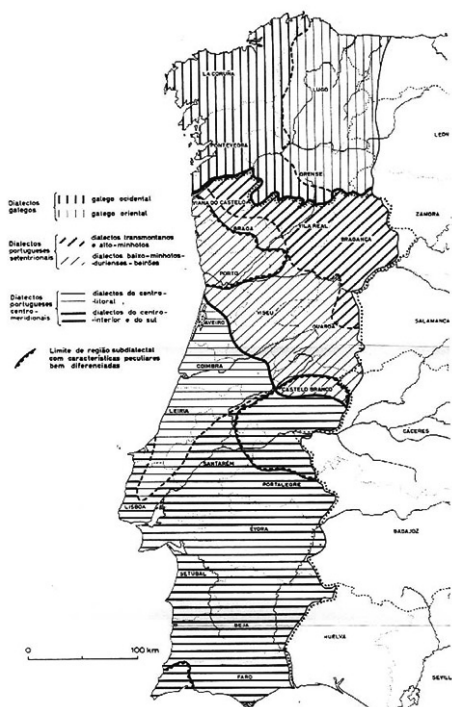 LA CORUÑA
LUGO
LEON
PONTEVEDRA
ORENSE
VIANA DO CASTELO
ZAMORA
BRAGA
VILA REAL
BRAGANÇA
PORTO
SALAMANCA
VISEU
GUARDA
AVEIRO
COIMBRA
CASTELO BRANCO
LEIRIA
CÁCERES
SANTARÉM
PORTALEGRE
LISBOA
ÉVORA
BADAJOZ
SETUBAL
BEJA
HUELVA
FARO
SEVILL
Dialectos
galegos
galego ocidental
galego oriental
Dialectos
portugueses
setentrionais
dialectos transmontanos
e alto-minhotos
dialectos baixo-minhotos-
-durienses-beirões
Dialectos
portugueses
centro-
meridionais
dialectos do centro-
-litoral
dialectos do centro-
-interior e do sul
Limite de região subdialectal
com características peculiares
bem diferenciadas
0
100 km